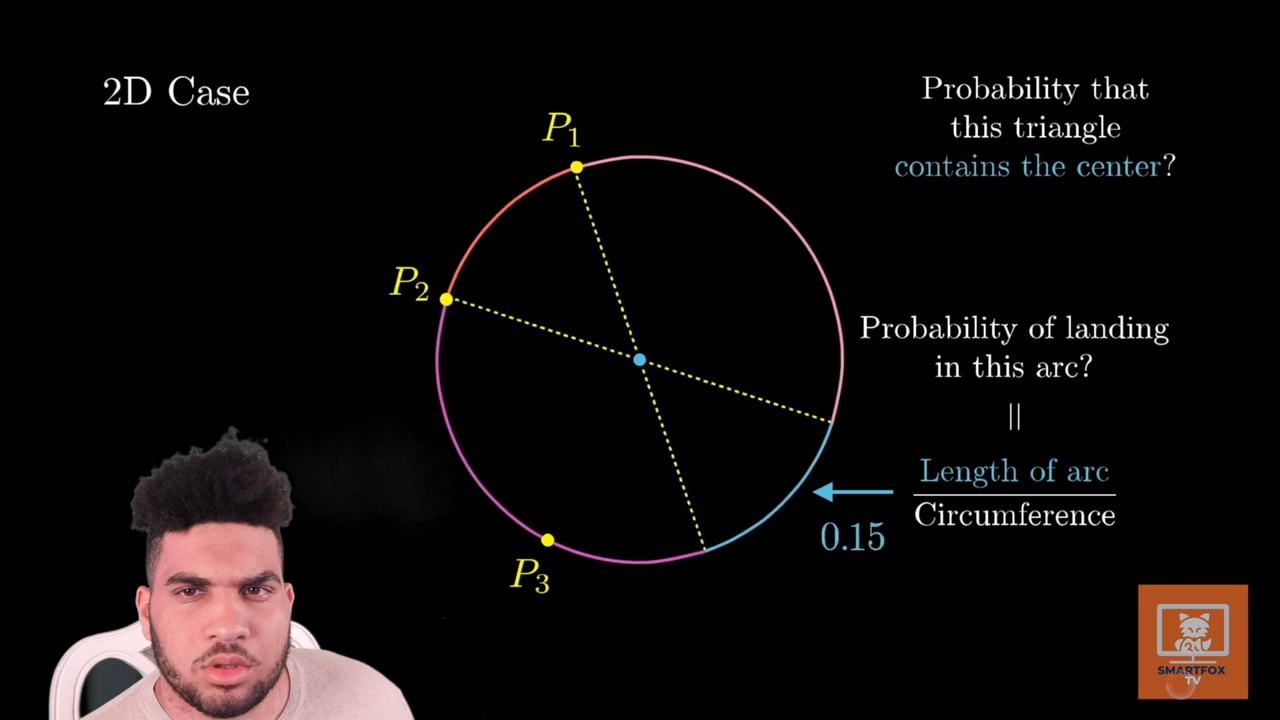 2D Case
Probability that
this triangle
contains the center?
P₁
P₂
Probability of landing
in this arc?
||
Length of arc
Circumference
0.15
P₃
SMARTFOX
TV